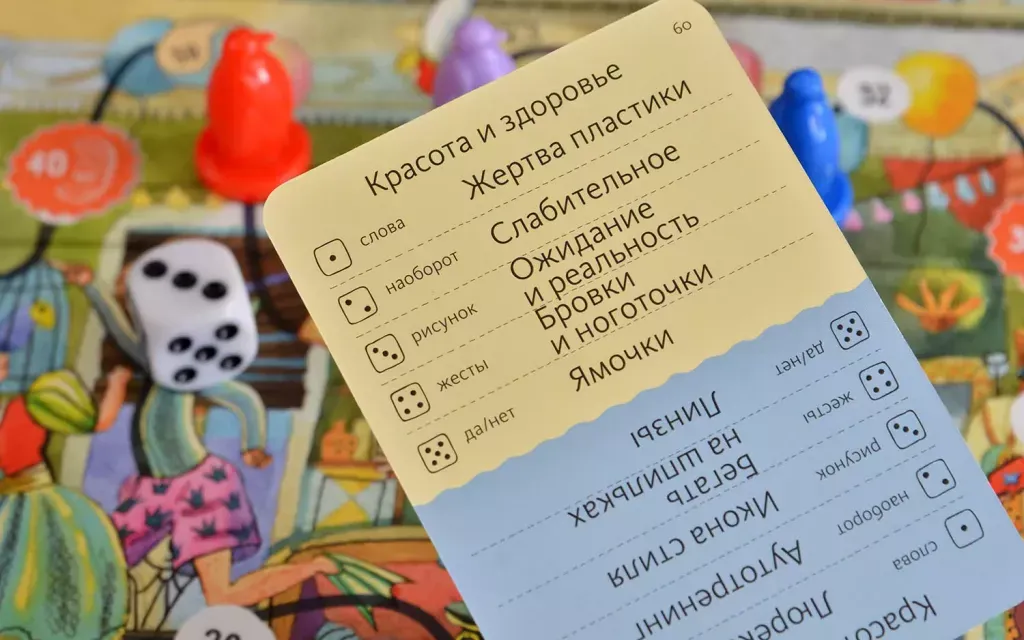 60
Красота и здоровье
слова Жертва пластики
наоборот Слабительное
рисунок Ожидание
и реальность
жесты Бровки
и ноготочки
да/нет Ямочки
да/нет Линзы
жесты Бегать
на шпильках
рисунок Икона стиля
наоборот Аутотренинг
слова
40
52